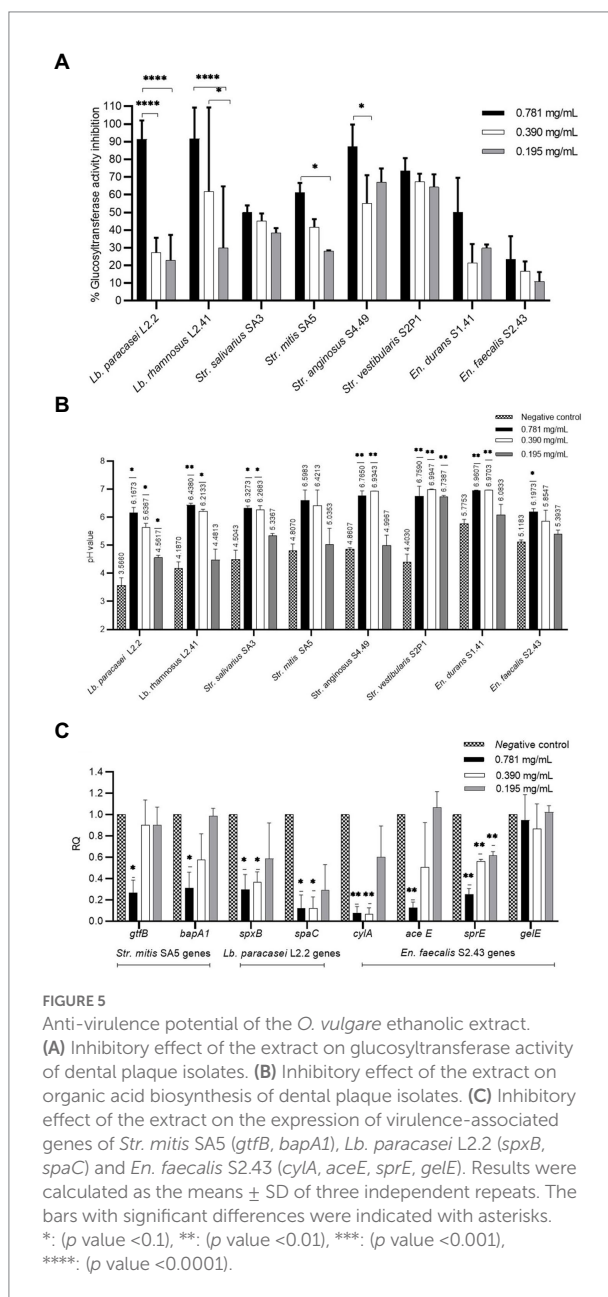 A
% Glucosyltransferase activity inhibition
110
100
90
80
70
60
50
40
30
20
10
0
****
****
****
*
*
*
0.781 mg/mL
0.390 mg/mL
0.195 mg/mL
Lb. paracasei L2.2
Lb. rhamnosus L2.41
Str. salivarius SA3
Str. mitis SA5
Str. anginosus S4.49
Str. vestibularis S2P1
En. durans S1.41
En. faecalis S2.43
B
Negative control
0.781 mg/mL
0.390 mg/mL
0.195 mg/mL
pH value
8
7
6
5
4
2
* * * ** * * * ** ** ** ** ** ** ** *
3.5660 6.1673 5.6367 4.5617
4.1870 6.4380 6.2133 4.4813
4.5043 6.3273 6.2683 5.3367
4.8070 6.5983 6.4213 5.0363
4.8607 6.7650 6.9343 4.9967
4.4030 6.7590 6.9947 6.7387
5.7753 6.9607 6.9703 6.0833
5.1183 6.1973 5.8547 5.3937
Lb. paracasei L2.2
Lb. rhamnosus L2.41
Str. salivarius SA3
Str. mitis SA5
Str. anginosus S4.49
Str. vestibularis S2P1
En. durans S1.41
En. faecalis S2.43
C
Negative control
0.781 mg/mL
0.390 mg/mL
0.195 mg/mL
RQ
1.4
1.2
1.0
0.8
0.6
0.4
0.2
0.0
* * * * * * ** ** ** ** ** **
gtfB bapA1 spxB spaC cylA ace E sprE gelE
Str. mitis SA5 genes Lb. paracasei L2.2 genes En. faecalis S2.43 genes
FIGURE 5
Anti-virulence potential of the O. vulgare ethanolic extract.
(A) Inhibitory effect of the extract on glucosyltransferase activity
of dental plaque isolates. (B) Inhibitory effect of the extract on
organic acid biosynthesis of dental plaque isolates. (C) Inhibitory
effect of the extract on the expression of virulence-associated
genes of Str. mitis SA5 (gtfB, bapA1), Lb. paracasei L2.2 (spxB,
spaC) and En. faecalis S2.43 (cylA, aceE, sprE, gelE). Results were
calculated as the means ± SD of three independent repeats. The
bars with significant differences were indicated with asterisks.
*: (p value <0.1), **: (p value <0.01), ***: (p value <0.001),
****: (p value <0.0001).